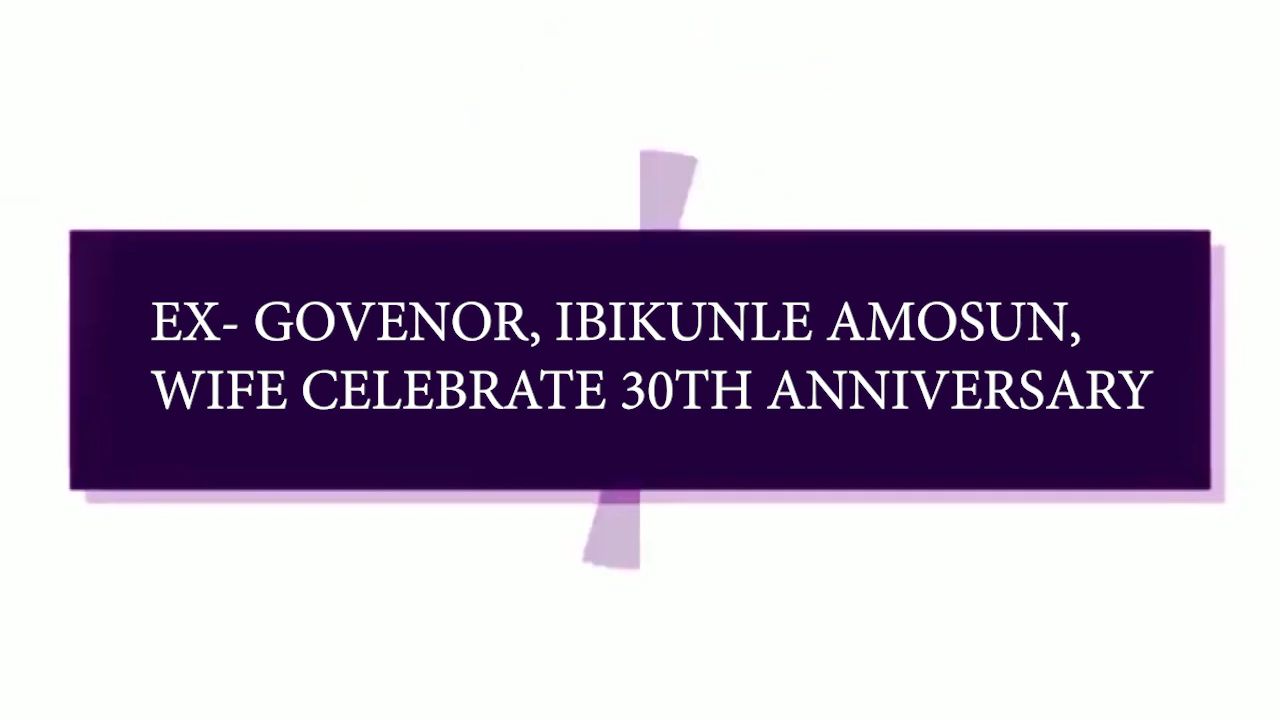 EX- GOVENOR, IBIKUNLE AMOSUN,
WIFE CELEBRATE 30TH ANNIVERSARY